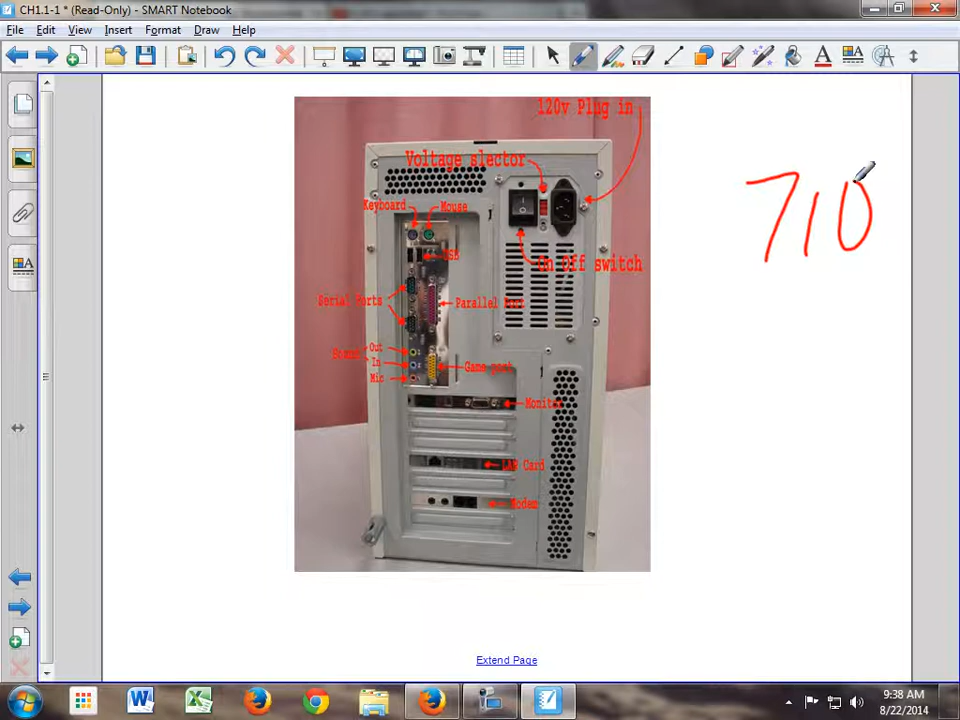 CH1.1-1 * (Read-Only) - SMART Notebook
File Edit View Insert Format Draw Help
120v Plug in
Voltage slector
Keyboard Mouse
On Off switch
Serial Ports
Parallel Port
Out
In
Mic
Game port
Monitor
LAN Card
Modem
710
Extend Page
9:38 AM
8/22/2014